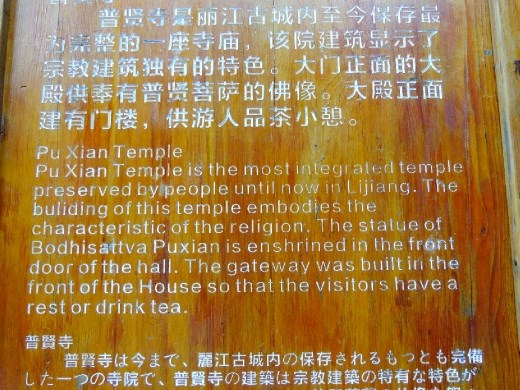 普贤寺是丽江古城内至今保存最
为完整的一座寺庙，该院建筑显示了
宗教建筑独有的特色。大门正面的大
殿供奉有普贤菩萨的佛像。大殿正面
建有门楼，供游人品茶小憩。
Pu Xian Temple
Pu Xian Temple is the most integrated temple
preserved by people until now in Lijiang. The
buliding of this temple embodies the
characteristic of the religion. The statue of
Bodhisattva Puxian is enshrined in the front
door of the hall. The gateway was built in the
front of the House so that the visitors have a
rest or drink tea.
普賢寺
普賢寺は今まで、麗江古城内の保存されるもつとも完備
した一つの寺院で、普賢寺の建築は宗教建築の特有な特色が